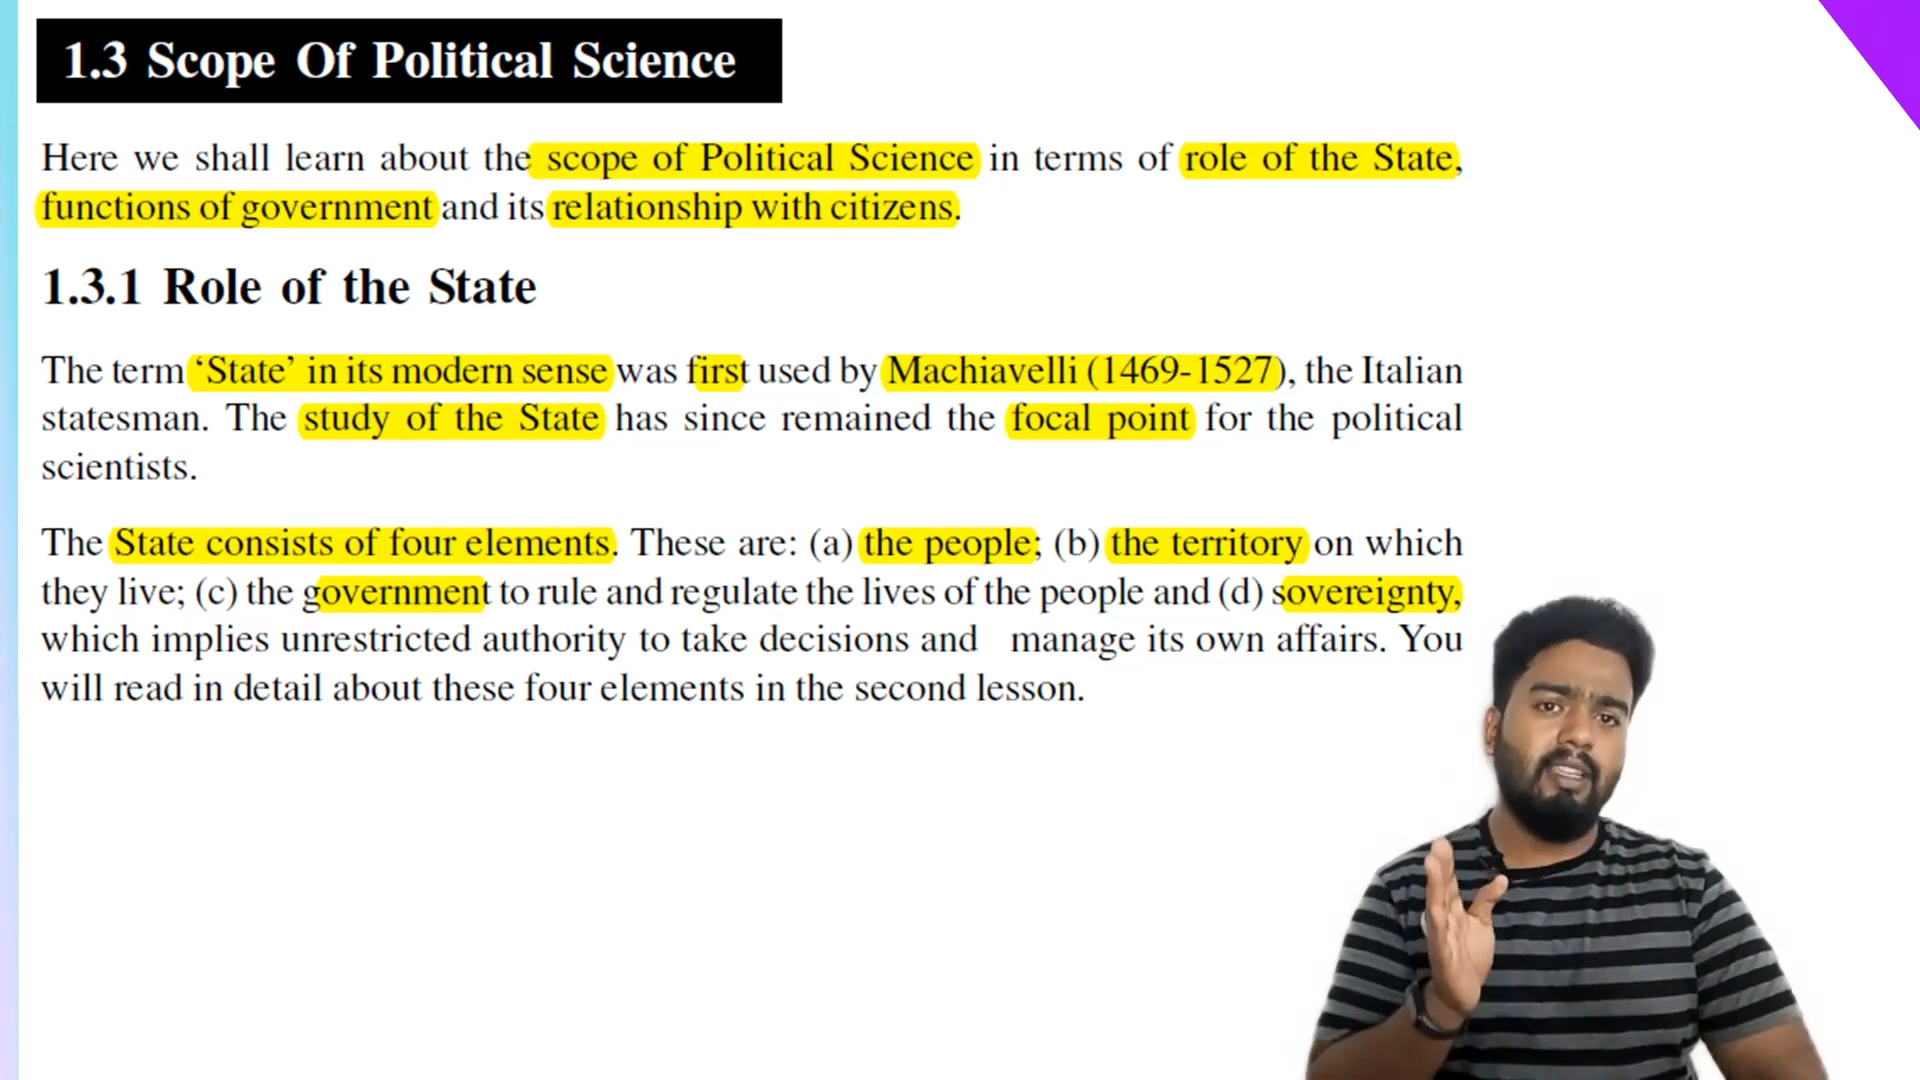 1.3 Scope Of Political Science
Here we shall learn about the scope of Political Science in terms of role of the State,
functions of government and its relationship with citizens.
1.3.1 Role of the State
The term ‘State’ in its modern sense was first used by Machiavelli (1469-1527), the Italian
statesman. The study of the State has since remained the focal point for the political
scientists.
The State consists of four elements. These are: (a) the people; (b) the territory on which
they live; (c) the government to rule and regulate the lives of the people and (d) sovereignty,
which implies unrestricted authority to take decisions and manage its own affairs. You
will read in detail about these four elements in the second lesson.